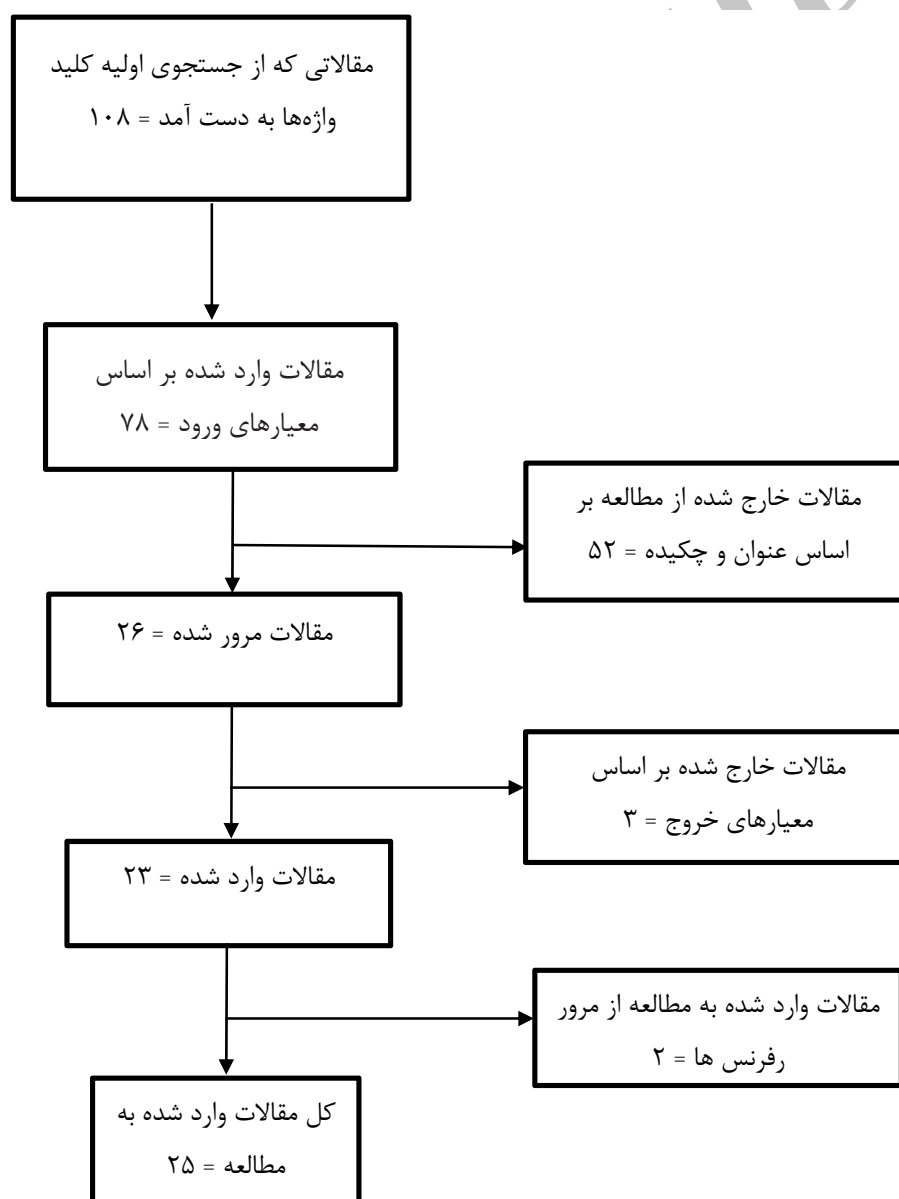 مقالاتی که از جستجوی اولیه کلید
واژه‌ها به دست آمد = ۱۰۸
مقالات وارد شده بر اساس
معیارهای ورود = ۷۸
مقالات خارج شده از مطالعه بر
اساس عنوان و چکیده = ۵۲
مقالات مرور شده = ۲۶
مقالات خارج شده بر اساس
معیارهای خروج = ۳
مقالات وارد شده = ۲۳
مقالات وارد شده به مطالعه از مرور
رفرنس ها = ۲
کل مقالات وارد شده به
مطالعه = ۲۵